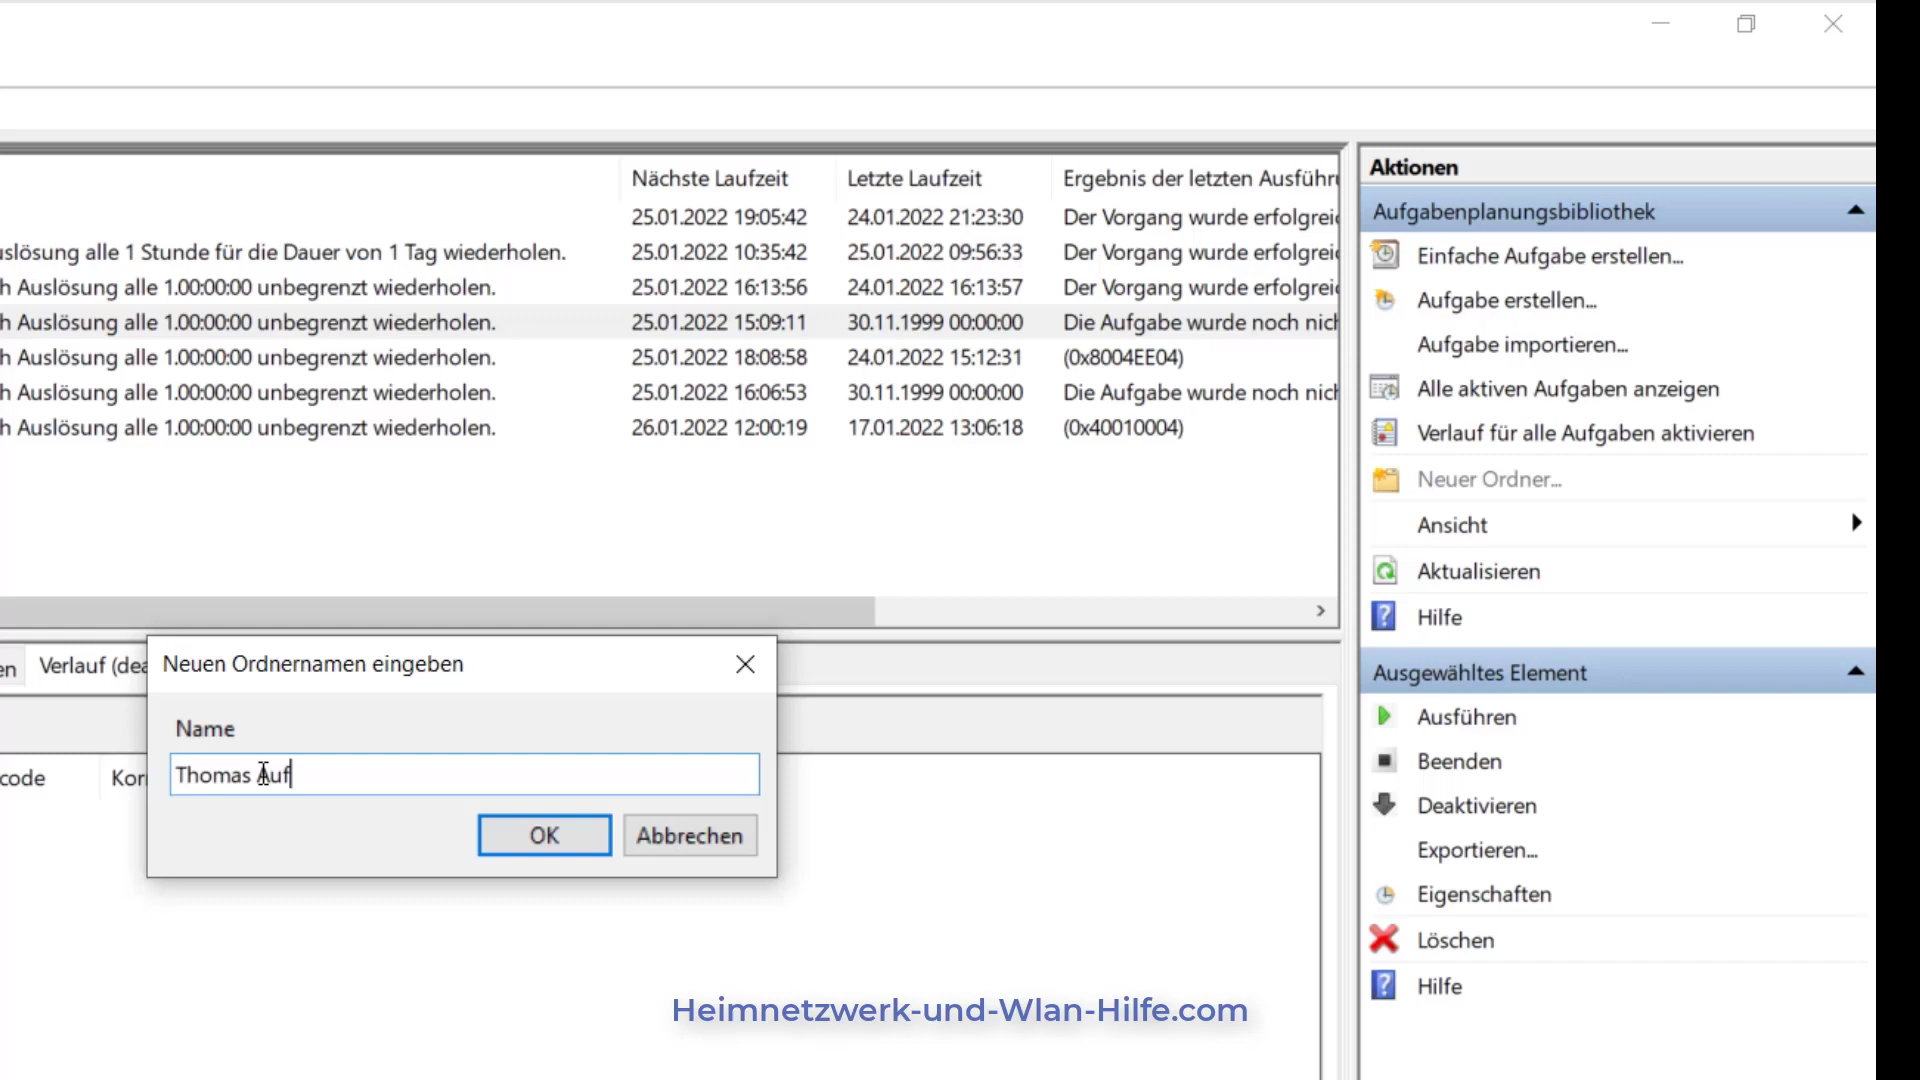 Nächste Laufzeit Letzte Laufzeit Ergebnis der letzten Ausführ
25.01.2022 19:05:42 24.01.2022 21:23:30 Der Vorgang wurde erfolgreic
uslösung alle 1 Stunde für die Dauer von 1 Tag wiederholen. 25.01.2022 10:35:42 25.01.2022 09:56:33 Der Vorgang wurde erfolgreic
h Auslösung alle 1.00:00:00 unbegrenzt wiederholen. 25.01.2022 16:13:56 24.01.2022 16:13:57 Der Vorgang wurde erfolgreic
h Auslösung alle 1.00:00:00 unbegrenzt wiederholen. 25.01.2022 15:09:11 30.11.1999 00:00:00 Die Aufgabe wurde noch nich
h Auslösung alle 1.00:00:00 unbegrenzt wiederholen. 25.01.2022 18:08:58 24.01.2022 15:12:31 (0x8004EE04)
h Auslösung alle 1.00:00:00 unbegrenzt wiederholen. 25.01.2022 16:06:53 30.11.1999 00:00:00 Die Aufgabe wurde noch nich
h Auslösung alle 1.00:00:00 unbegrenzt wiederholen. 26.01.2022 12:00:19 17.01.2022 13:06:18 (0x40010004)
en Verlauf (dea
code Kor
Neuen Ordnernamen eingeben
Name
Thomas Auf
OK Abbrechen
Aktionen
Aufgabenplanungsbibliothek
Einfache Aufgabe erstellen...
Aufgabe erstellen...
Aufgabe importieren...
Alle aktiven Aufgaben anzeigen
Verlauf für alle Aufgaben aktivieren
Neuer Ordner...
Ansicht
Aktualisieren
Hilfe
Ausgewähltes Element
Ausführen
Beenden
Deaktivieren
Exportieren...
Eigenschaften
Löschen
Hilfe
Heimnetzwerk-und-Wlan-Hilfe.com